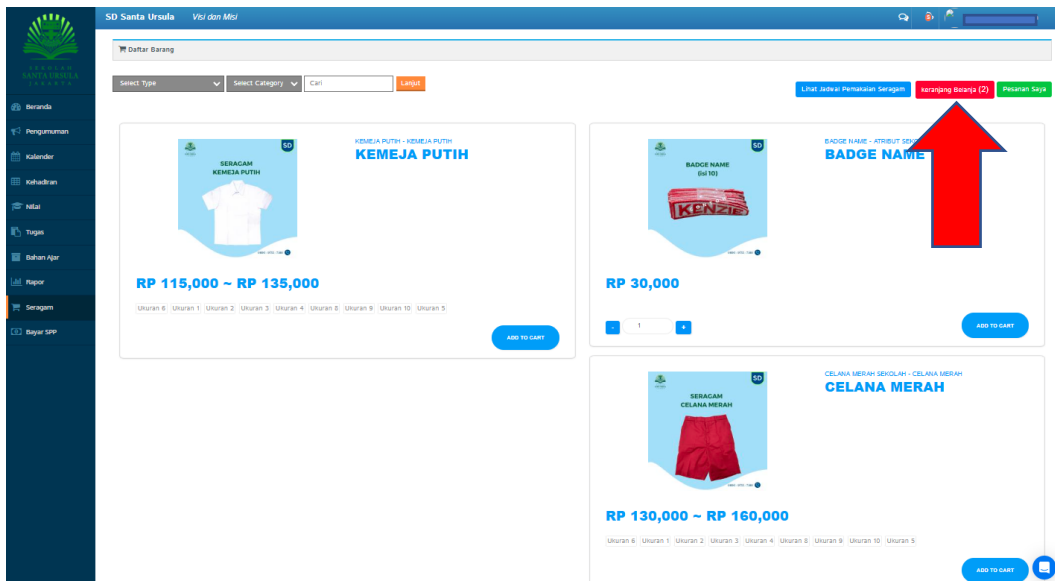 SD Santa Ursula Visi dan Misi
SEKOLAH
SANTA URSULA
JAKARTA
Beranda
Pengumuman
Kalender
Kehadiran
Nilai
Tugas
Bahan Ajar
Rapor
Seragam
Bayar SPP
Daftar Barang
Select Type Select Category Cari Lanjut
Lihat Jadwal Pemakaian Seragam Keranjang Belanja (2) Pesanan Saya
SD
SERAGAM
KEMEJA PUTIH
KEMEJA PUTIH - KEMEJA PUTIH
KEMEJA PUTIH
RP 115,000 ~ RP 135,000
Ukuran 6 Ukuran 1 Ukuran 2 Ukuran 3 Ukuran 4 Ukuran 8 Ukuran 9 Ukuran 10 Ukuran 5
ADD TO CART
SD
BADGE NAME
(isi 10)
KENZIE
BADGE NAME - ATRIBUT
BADGE NAME
RP 30,000
- 1 +
ADD TO CART
SD
SERAGAM
CELANA MERAH
CELANA MERAH SEKOLAH - CELANA MERAH
CELANA MERAH
RP 130,000 ~ RP 160,000
Ukuran 6 Ukuran 1 Ukuran 2 Ukuran 3 Ukuran 4 Ukuran 8 Ukuran 9 Ukuran 10 Ukuran 5
ADD TO CART